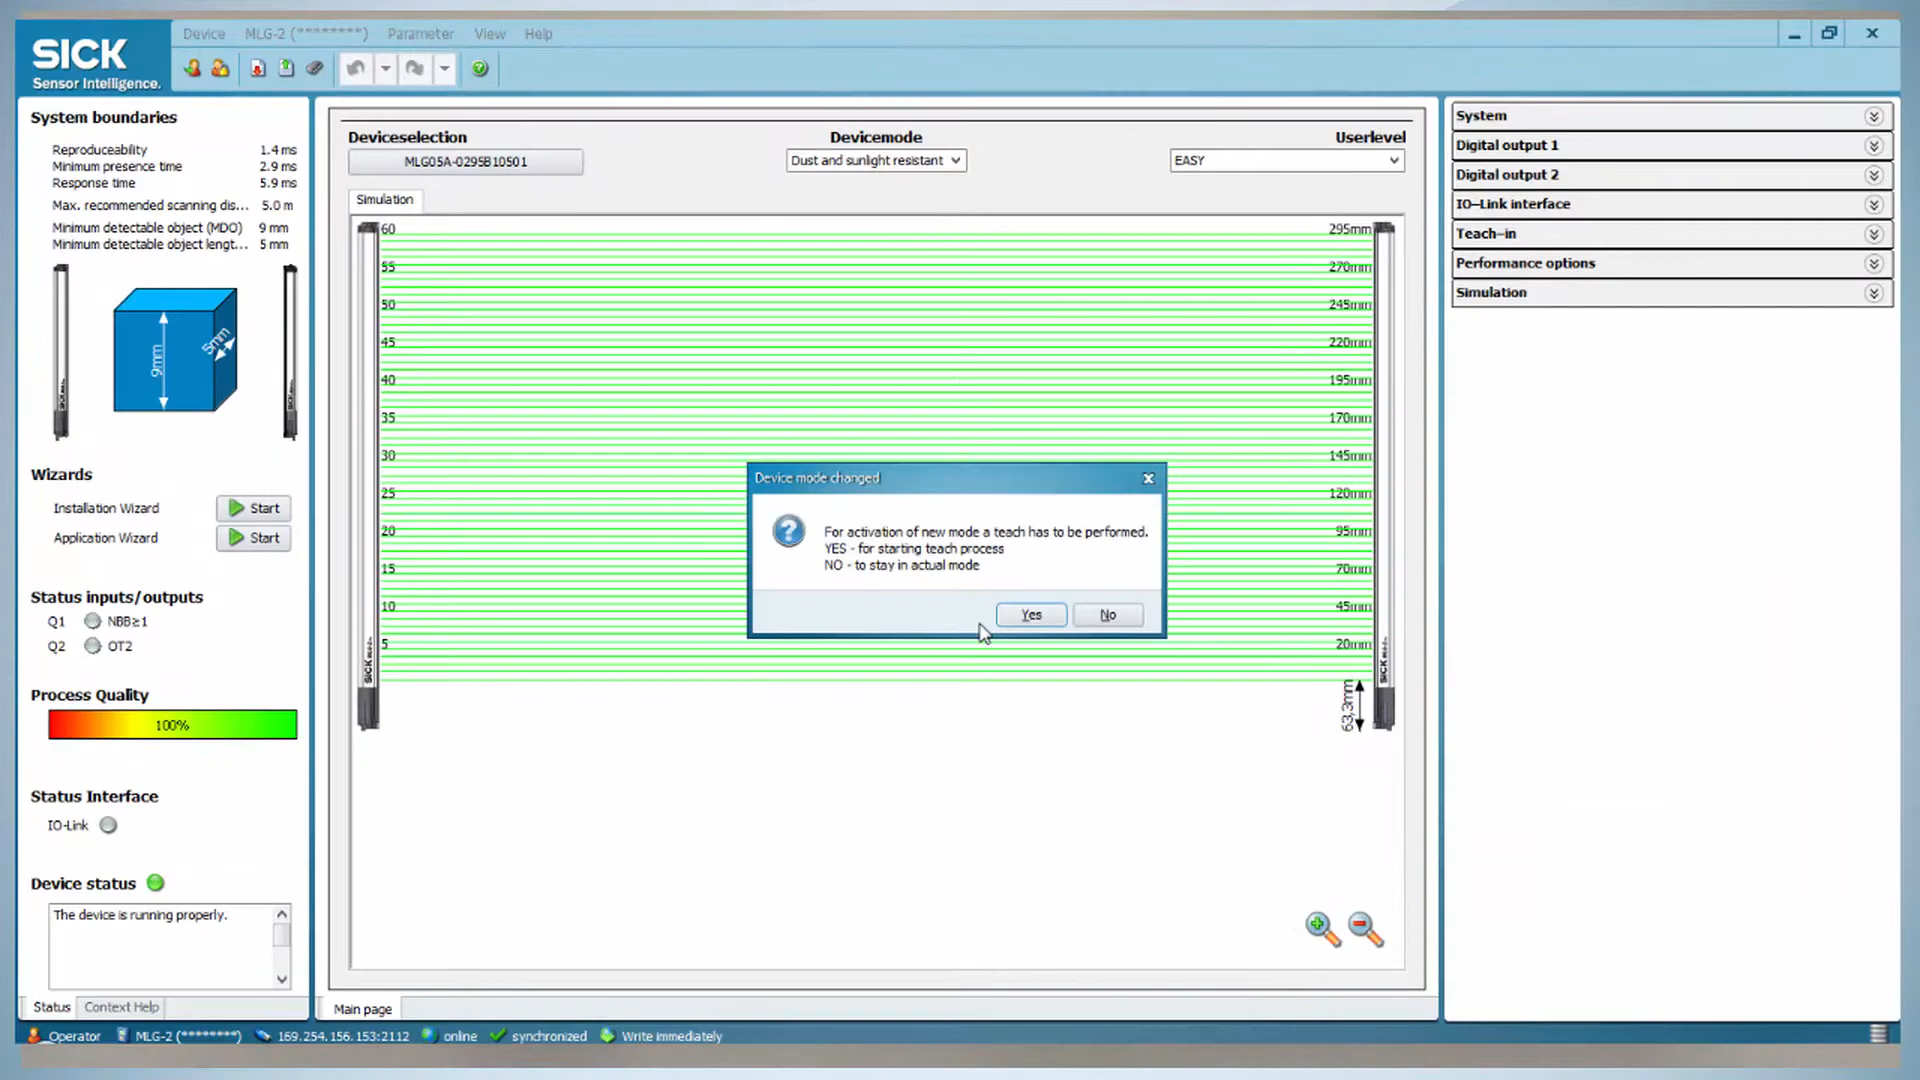 SICK
Sensor Intelligence.
Device MLG-2 (********) Parameter View Help
System boundaries
Reproduceability 1.4 ms
Minimum presence time 2.9 ms
Response time 5.9 ms
Max. recommended scanning dis... 5.0 m
Minimum detectable object (MDO) 9 mm
Minimum detectable object lengt... 5 mm
9mm
5mm
Wizards
Installation Wizard Start
Application Wizard Start
Status inputs/outputs
Q1 NBB≥1
Q2 OT2
Process Quality
100%
Status Interface
IO-Link
Device status
The device is running properly.
Status Context Help
Deviceselection Devicemode Userlevel
MLG05A-0295B10501 Dust and sunlight resistant EASY
Simulation
60 295mm
55 270mm
50 245mm
45 220mm
40 195mm
35 170mm
30 145mm
25 120mm
20 95mm
15 70mm
10 45mm
5 20mm
63,3mm
SICK
SICK
Device mode changed
For activation of new mode a teach has to be performed.
YES - for starting teach process
NO - to stay in actual mode
Yes No
Main page
System
Digital output 1
Digital output 2
IO-Link interface
Teach-in
Performance options
Simulation
Operator MLG-2 (********) 169.254.156.153:2112 online synchronized Write immediately